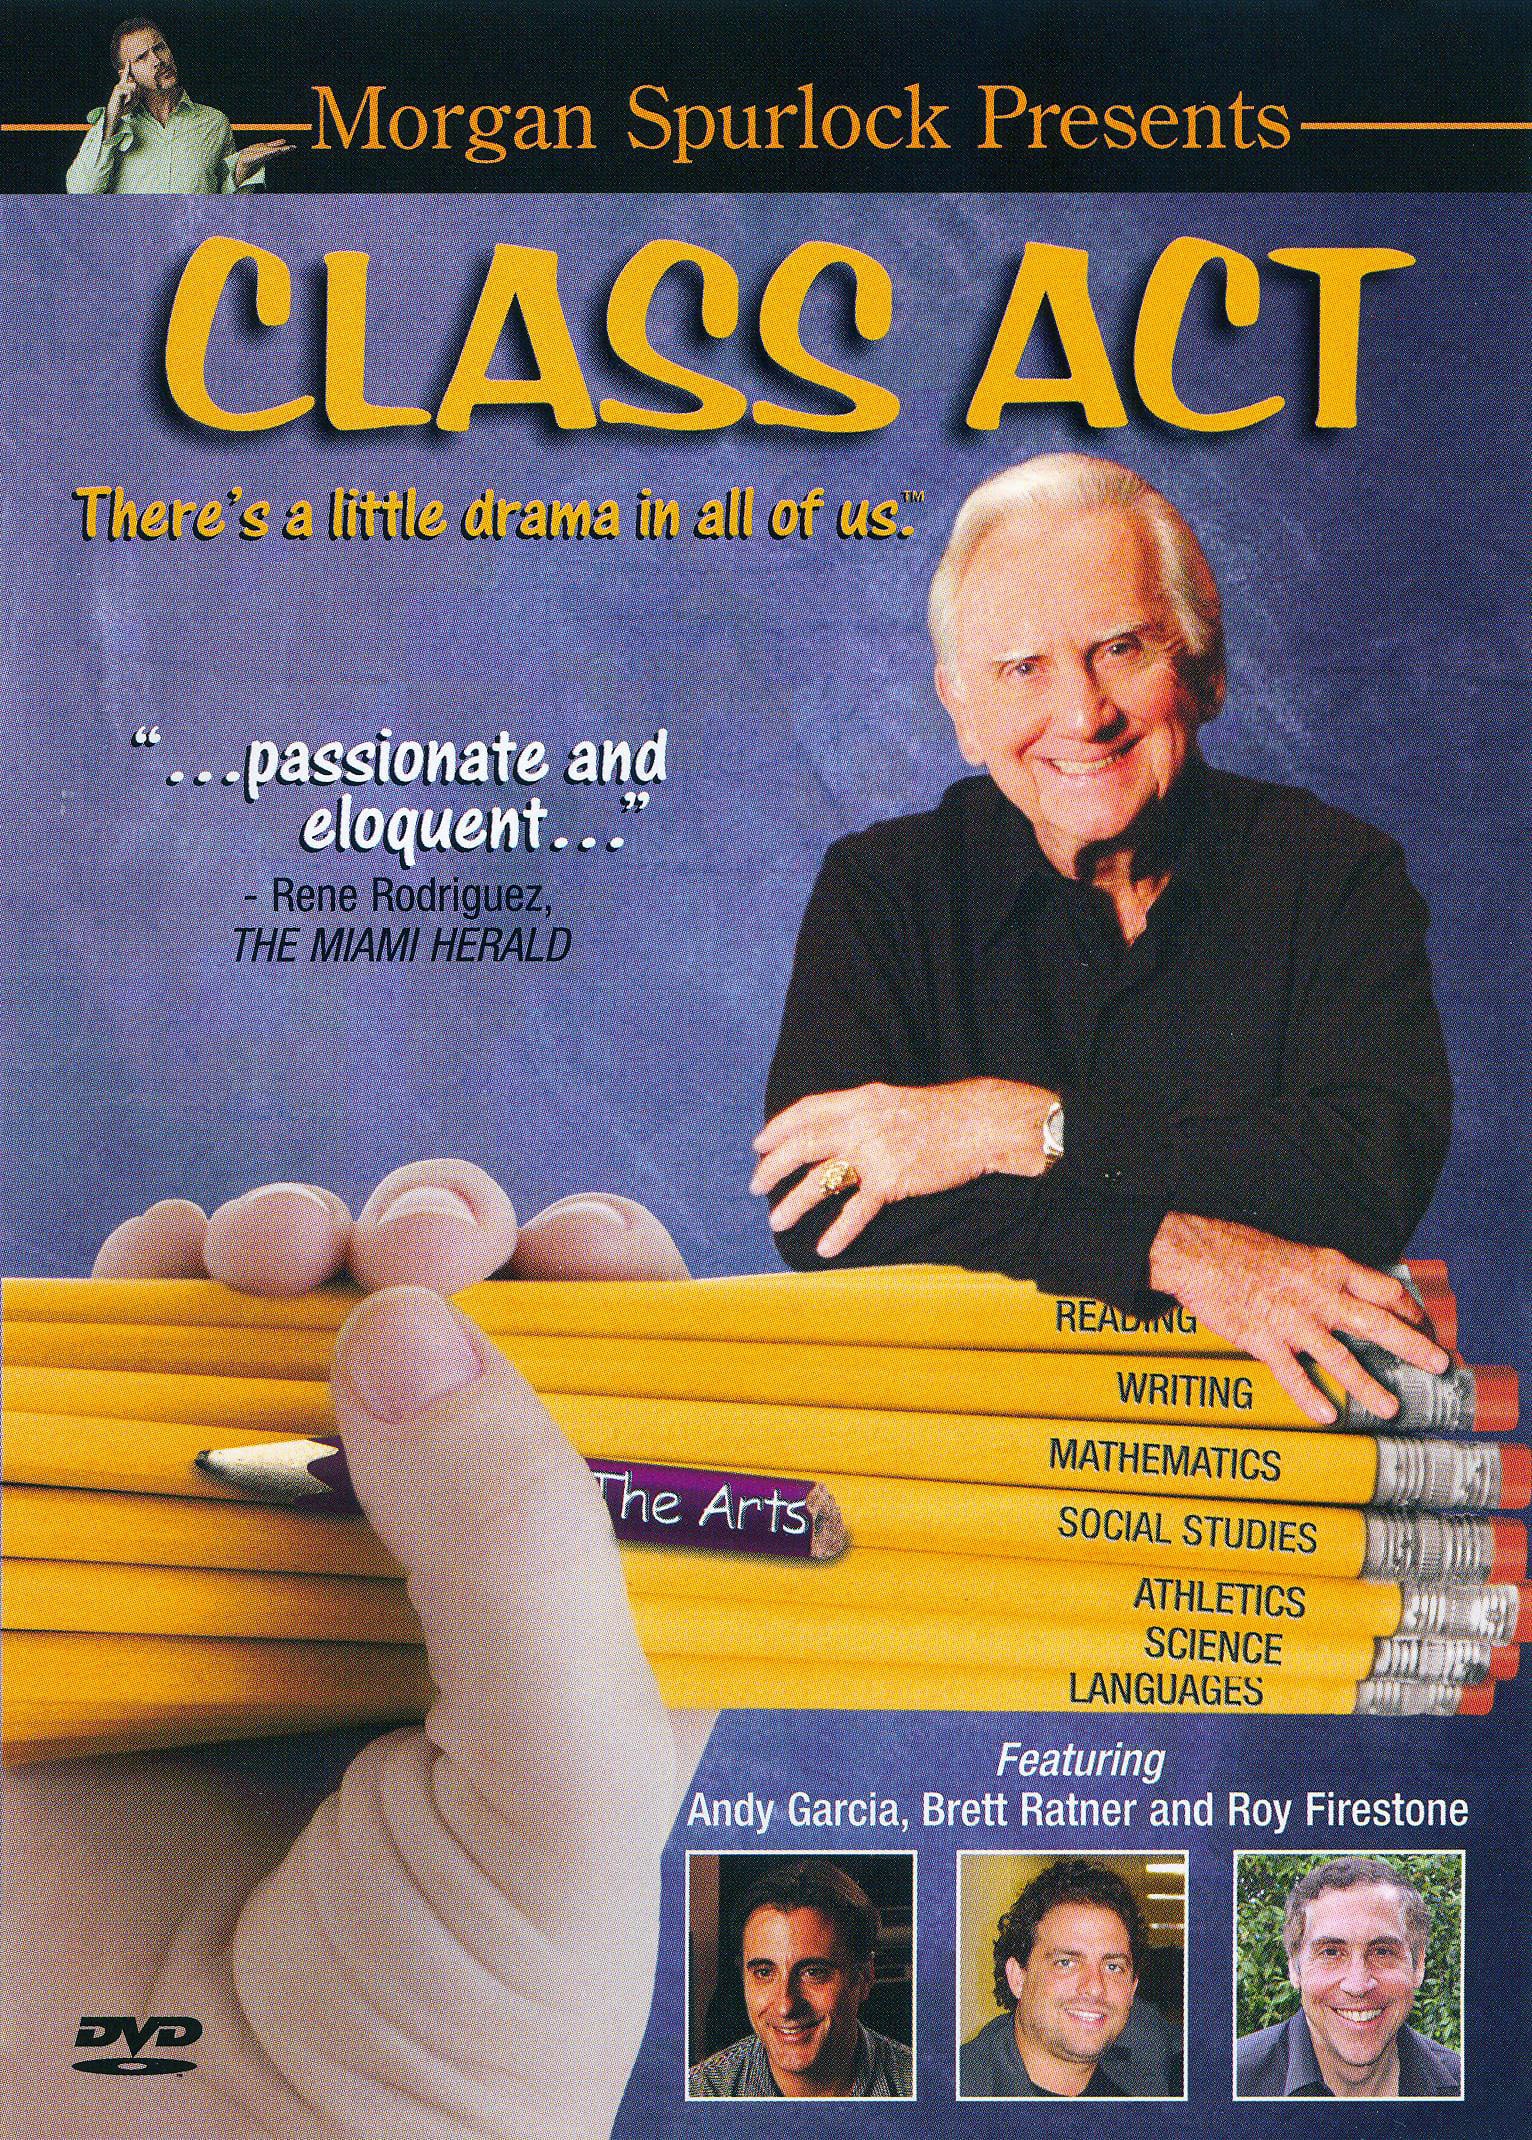 Morgan Spurlock Presents
CLASS ACT
There's a little drama in all of us.™
“...passionate and
eloquent...”
- Rene Rodriguez,
THE MIAMI HERALD
READING
WRITING
MATHEMATICS
The Arts
SOCIAL STUDIES
ATHLETICS
SCIENCE
LANGUAGES
Featuring
Andy Garcia, Brett Ratner and Roy Firestone
DVD